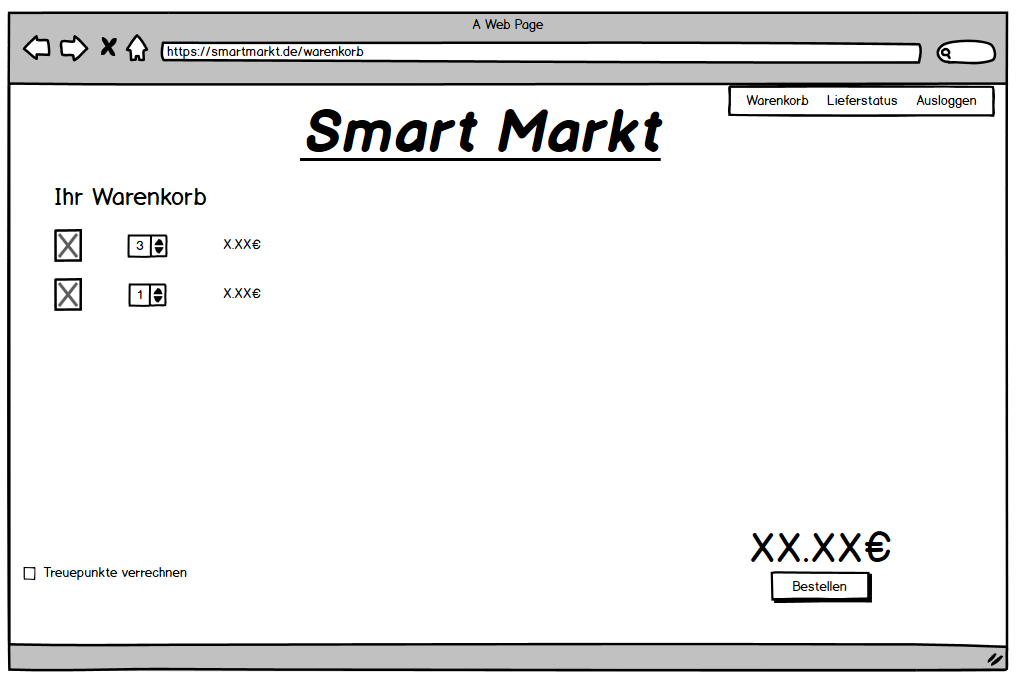 A Web Page
https://smartmarkt.de/warenkorb
Warenkorb Lieferstatus Ausloggen
Smart Markt
Ihr Warenkorb
3 X.XX€
1 X.XX€
XX.XX€
Treuepunkte verrechnen
Bestellen